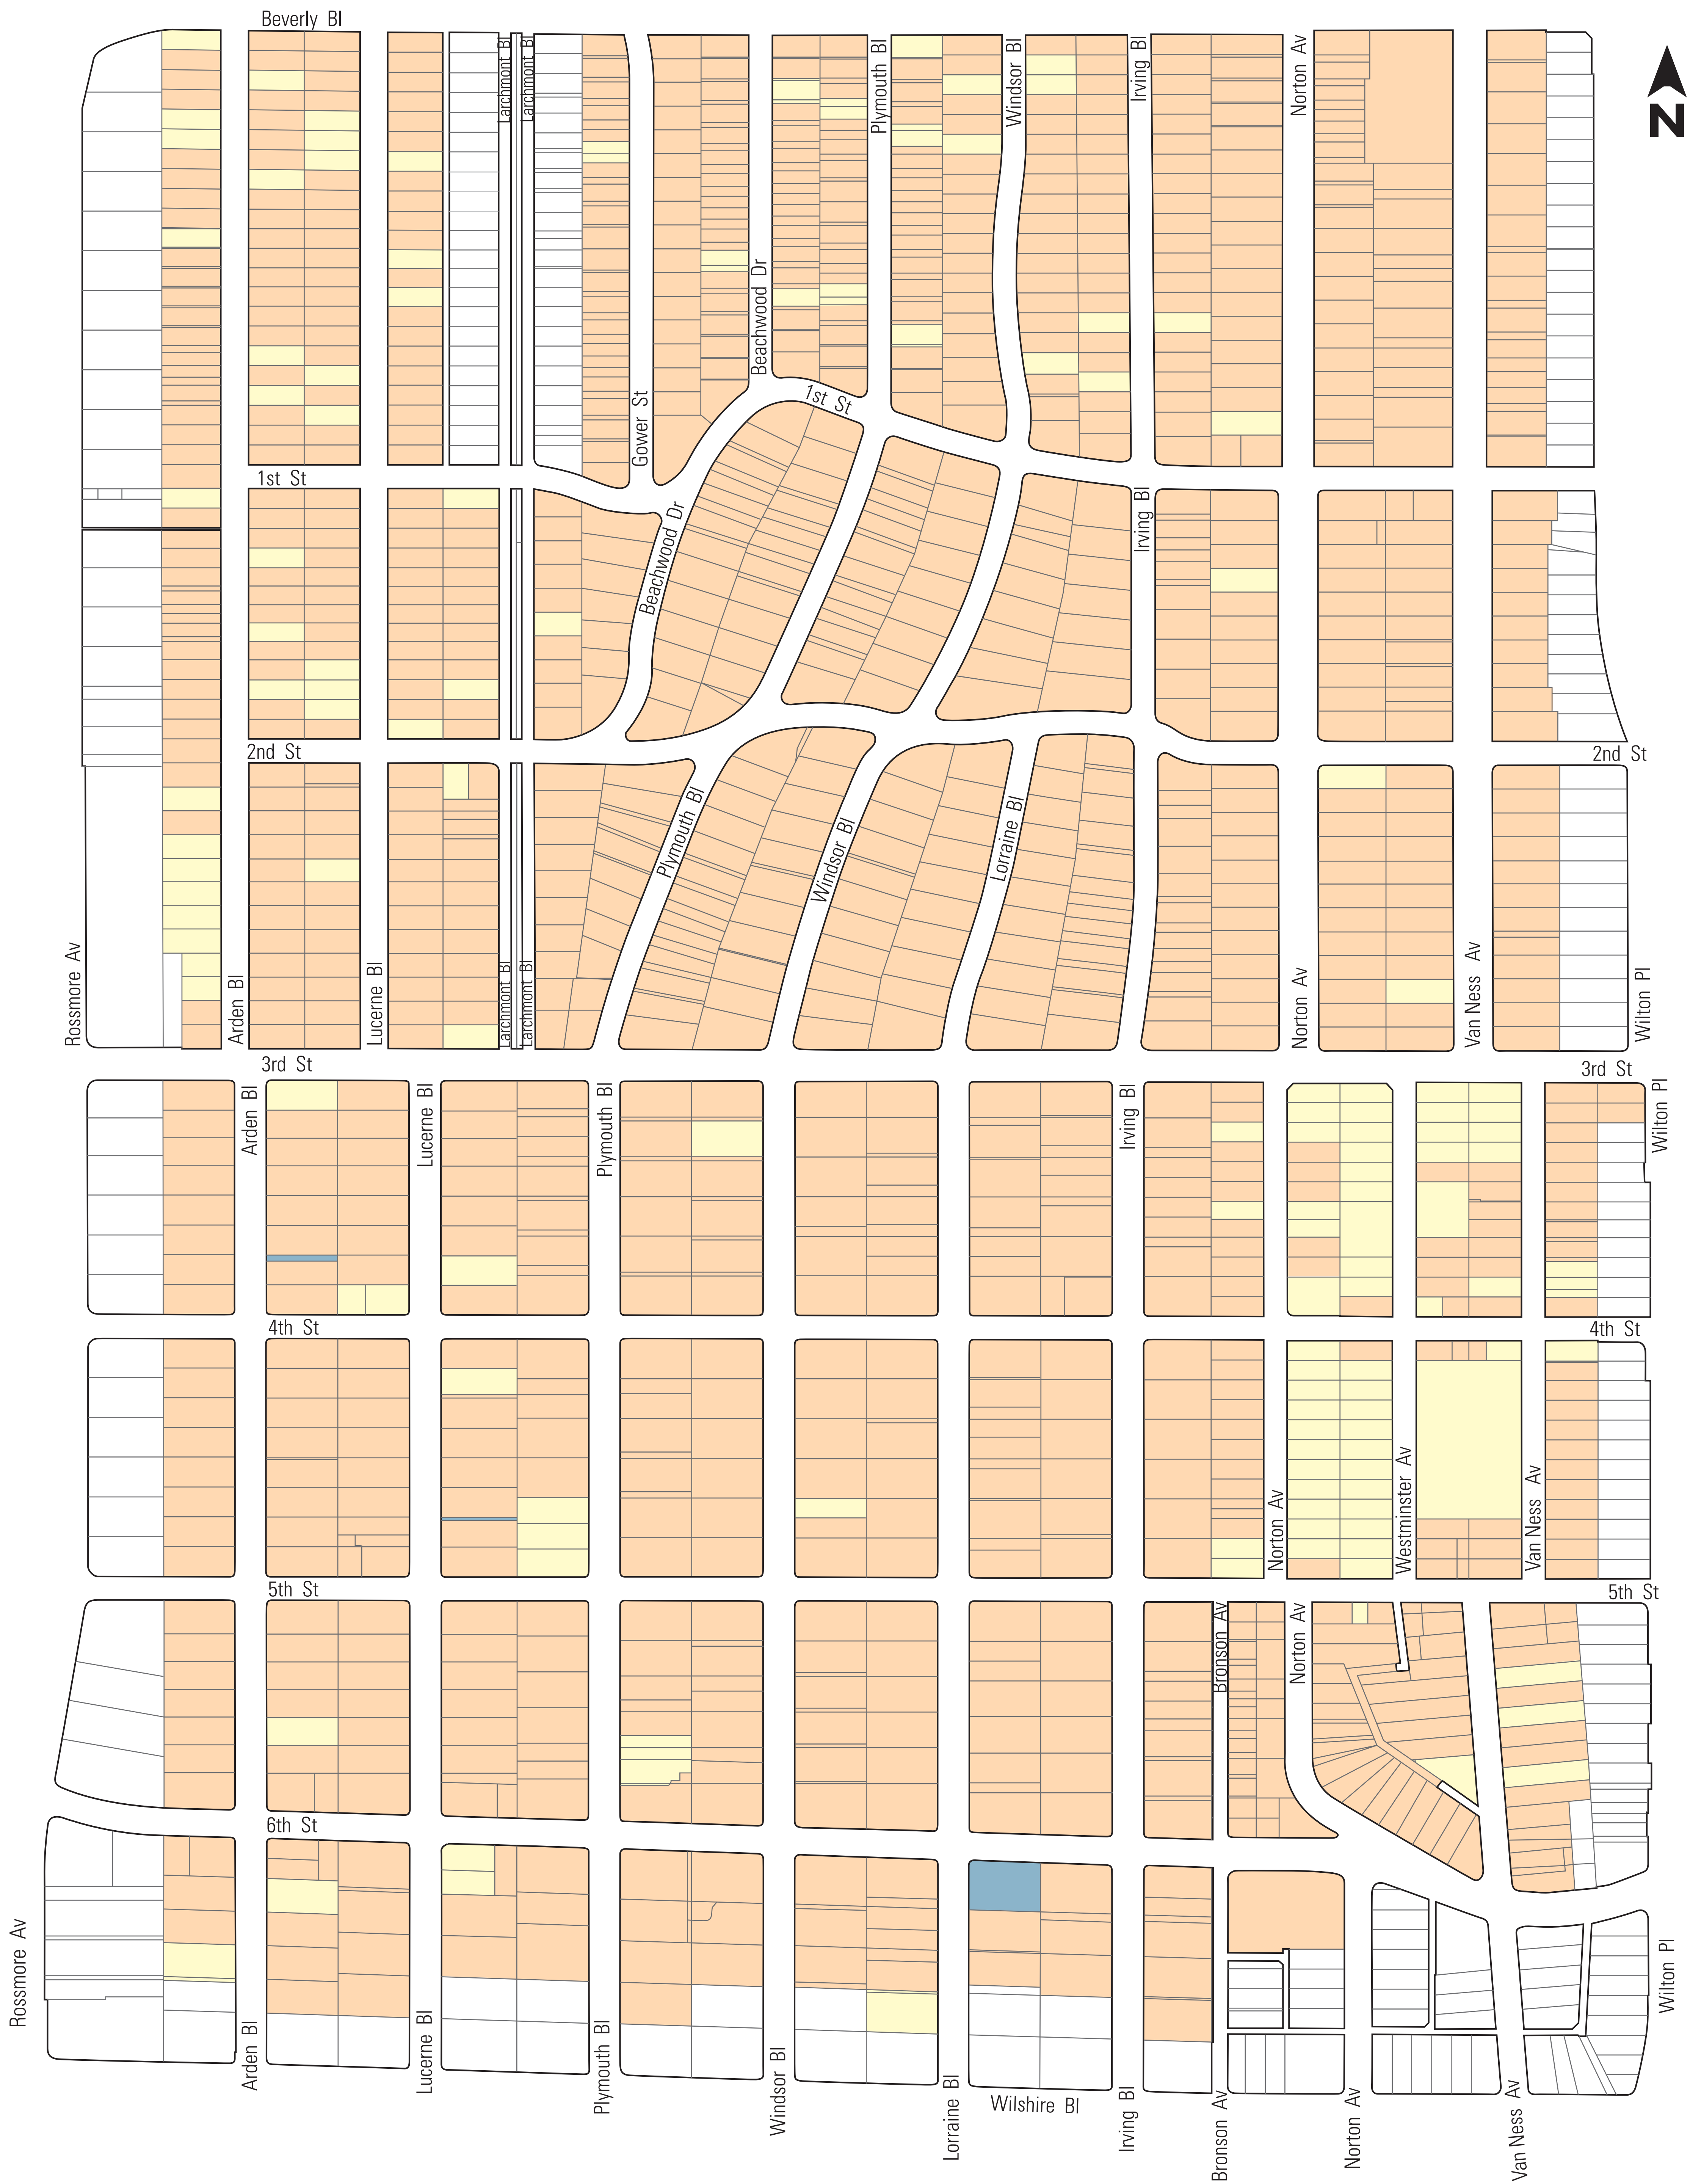 Beverly Bl
Larchmont Bl
Larchmont Bl
Plymouth Bl
Windsor Bl
Irving Bl
Norton Av
N
Beachwood Dr
Gower St
1st St
1st St
Beachwood Dr
Irving Bl
2nd St
2nd St
Plymouth Bl
Windsor Bl
Lorraine Bl
Rossmore Av
Arden Bl
Lucerne Bl
Larchmont Bl
Larchmont Bl
Norton Av
Van Ness Av
Wilton Pl
3rd St
3rd St
Arden Bl
Lucerne Bl
Plymouth Bl
Irving Bl
Wilton Pl
4th St
4th St
Norton Av
Westminster Av
Van Ness Av
5th St
5th St
Bronson Av
Norton Av
6th St
Rossmore Av
Arden Bl
Lucerne Bl
Plymouth Bl
Windsor Bl
Lorraine Bl
Wilshire Bl
Irving Bl
Bronson Av
Norton Av
Van Ness Av
Wilton Pl